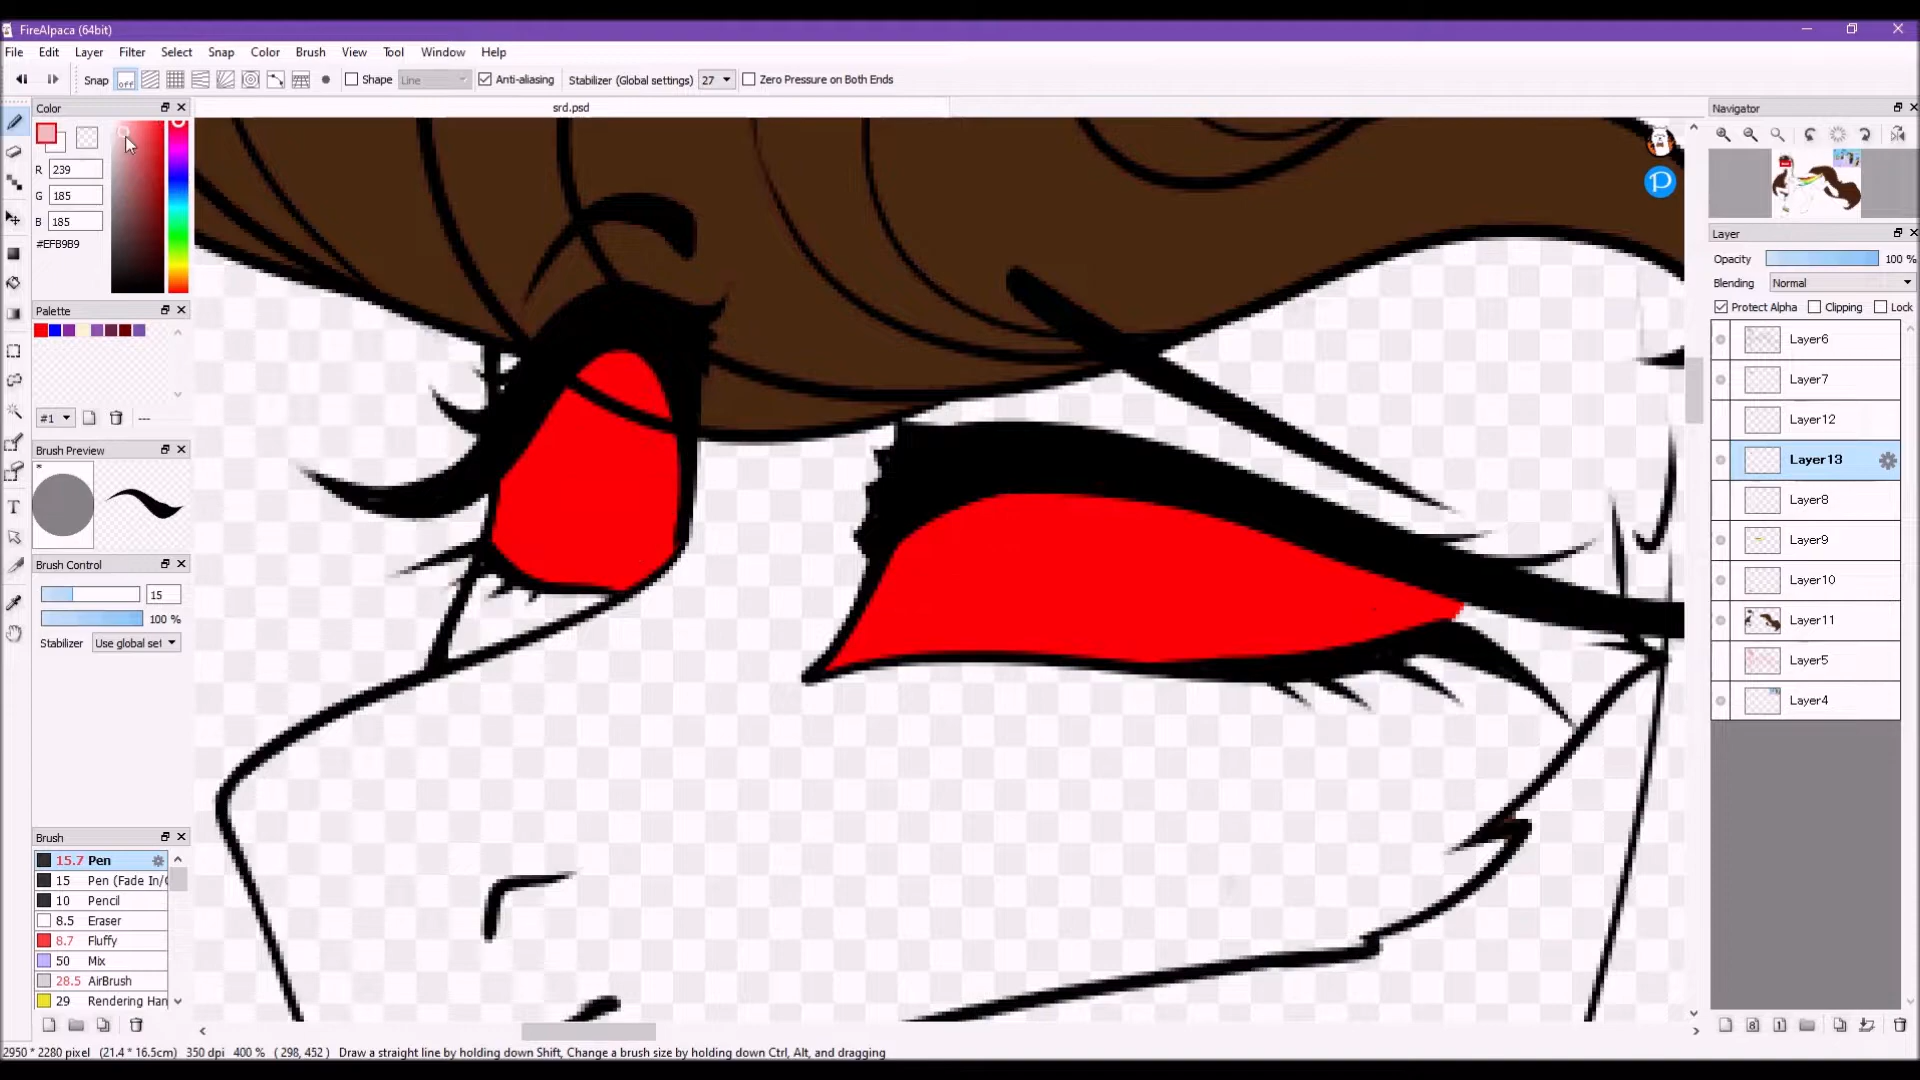 FireAlpaca (64bit)
File Edit Layer Filter Select Snap Color Brush View Tool Window Help
Snap off Shape Line Anti-aliasing Stabilizer (Global settings) 27 Zero Pressure on Both Ends
Color
srd.psd
Navigator
R 239
G 185
B 185
#EFB9B9
Palette
#1 ---
Brush Preview
*
Brush Control
15
100 %
Stabilizer Use global set
Brush
15.7 Pen
15 Pen (Fade In/O
10 Pencil
8.5 Eraser
8.7 Fluffy
50 Mix
28.5 AirBrush
29 Rendering Han
P
Layer
Opacity 100 %
Blending Normal
Protect Alpha Clipping Lock
Layer6
Layer7
Layer12
Layer13
Layer8
Layer9
Layer10
Layer11
Layer5
Layer4
8 1
2950 * 2280 pixel (21.4 * 16.5cm) 350 dpi 400 % ( 298, 452 ) Draw a straight line by holding down Shift, Change a brush size by holding down Ctrl, Alt, and dragging